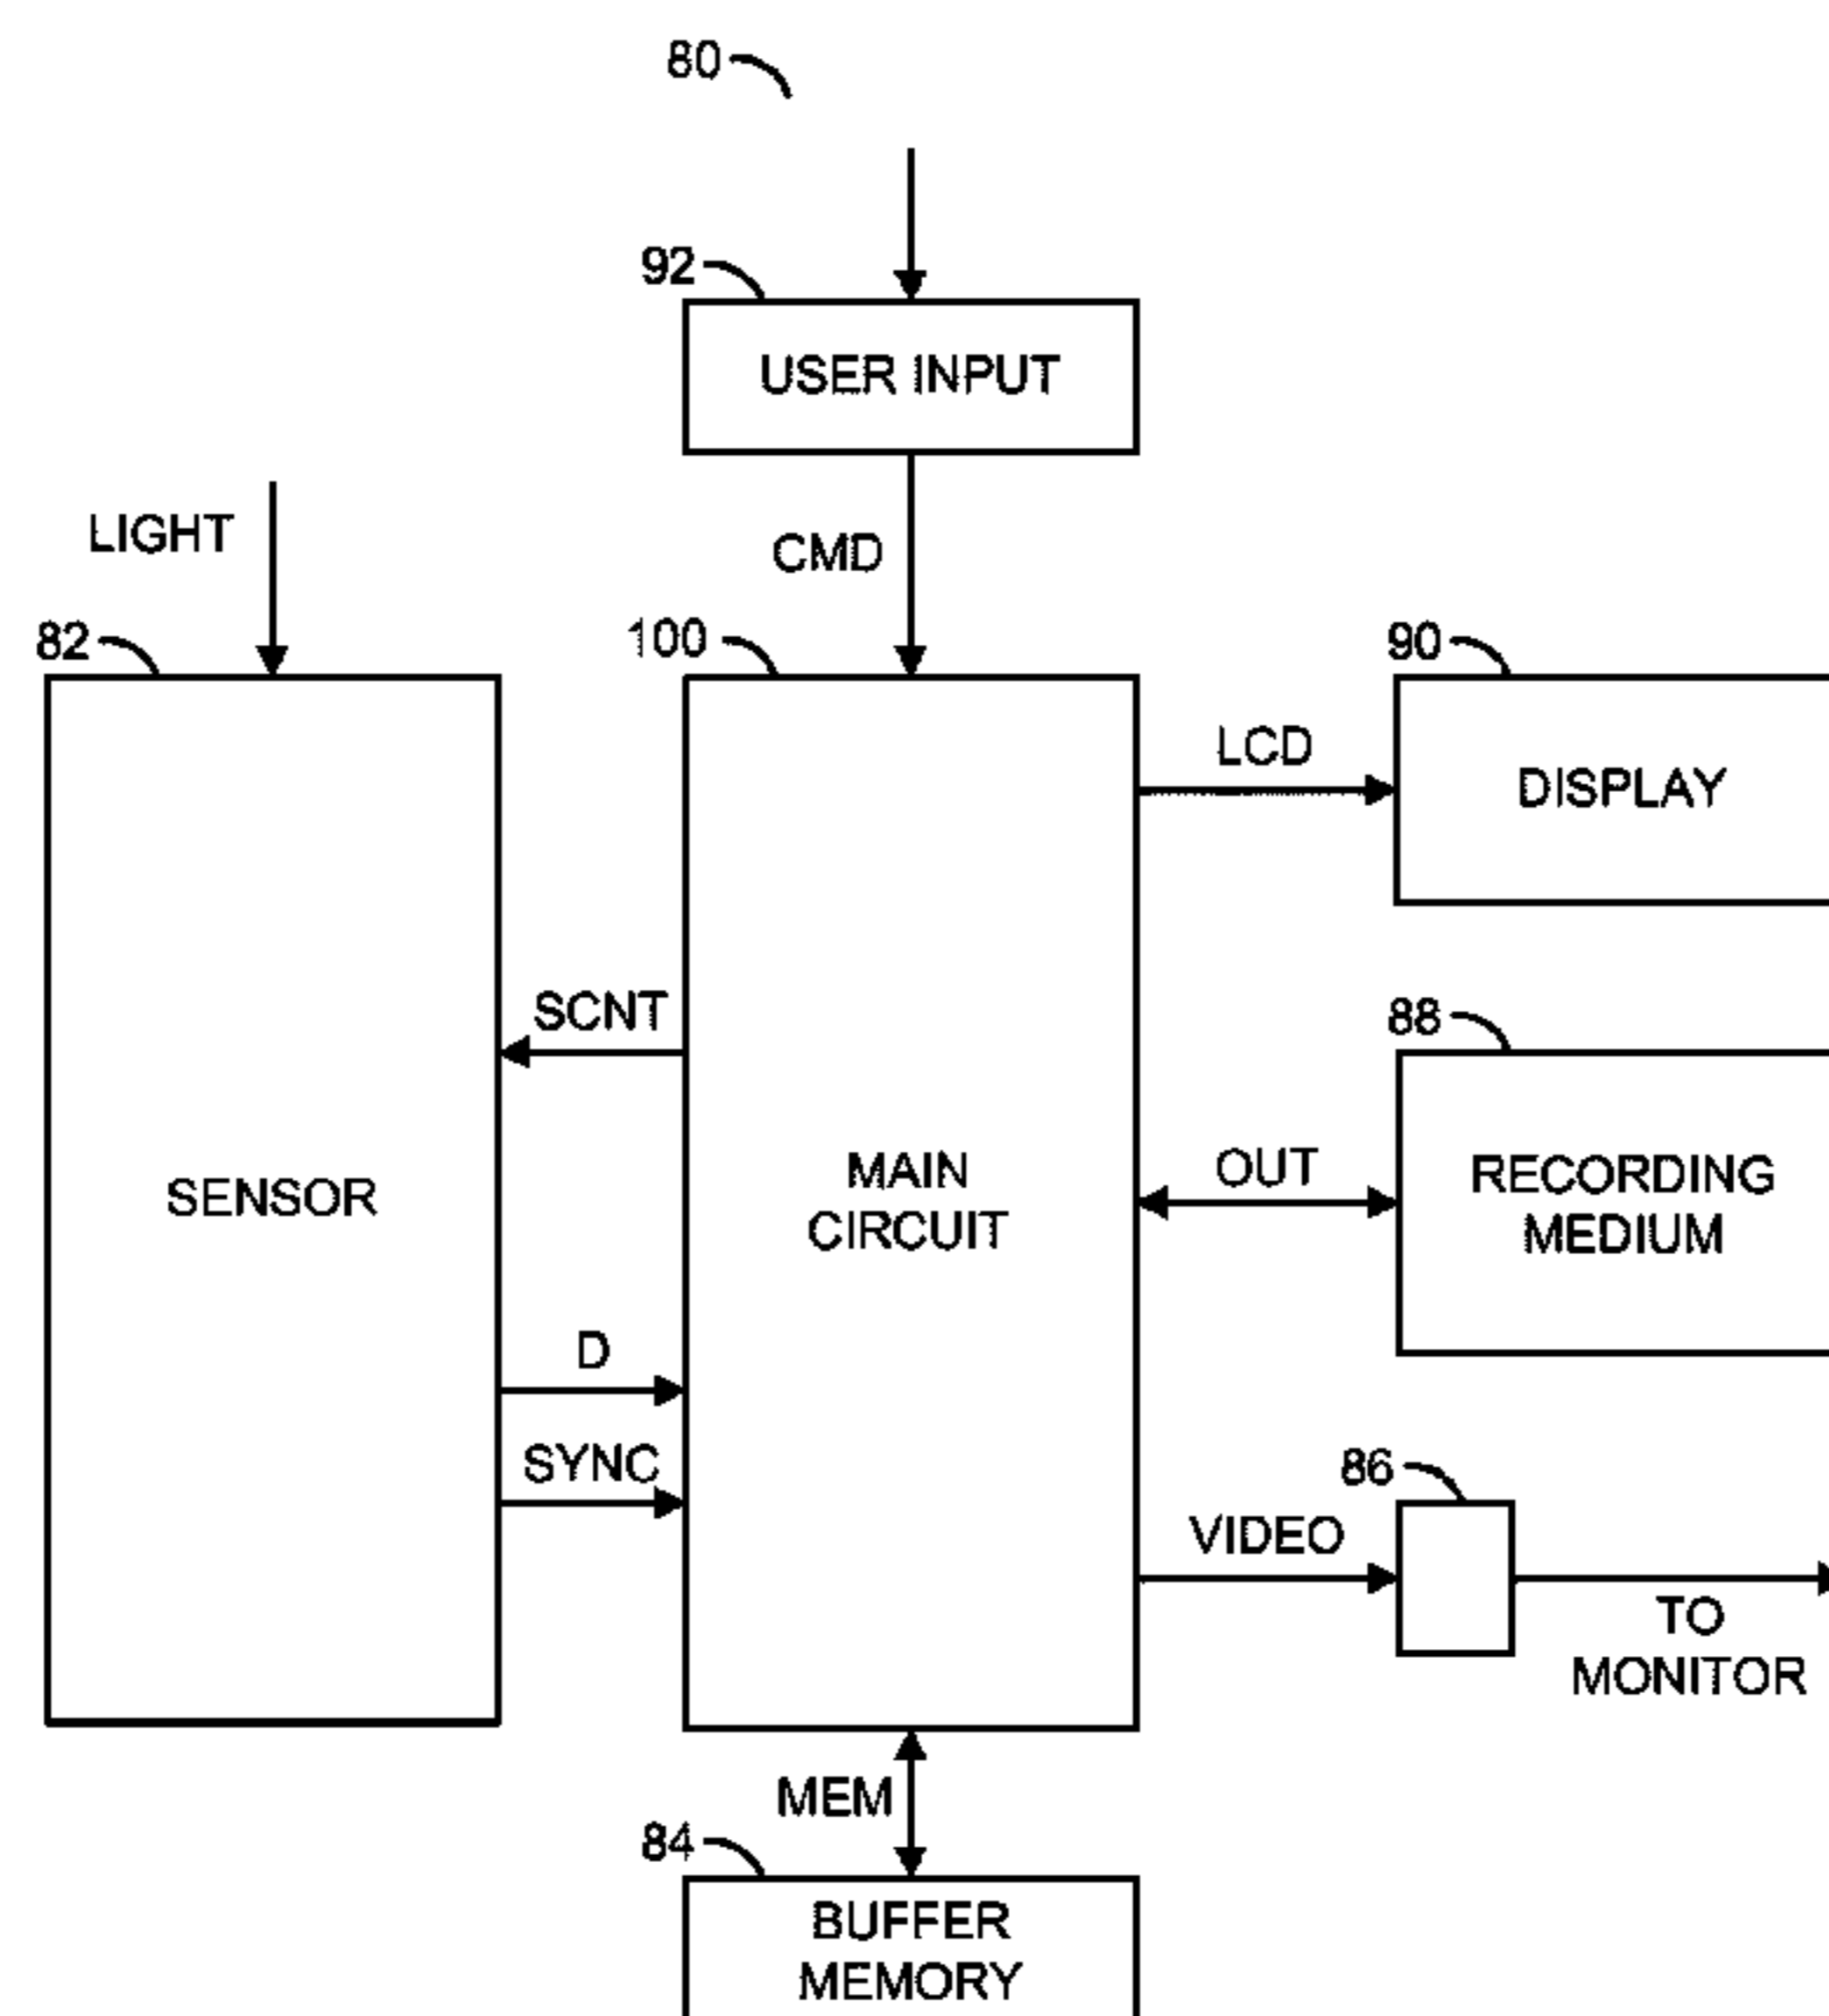 80
92
USER INPUT
LIGHT
CMD
82
100
90
LCD
DISPLAY
SCNT
88
SENSOR
MAIN
CIRCUIT
OUT
RECORDING
MEDIUM
D
SYNC
86
VIDEO
TO
MONITOR
MEM
84
BUFFER
MEMORY